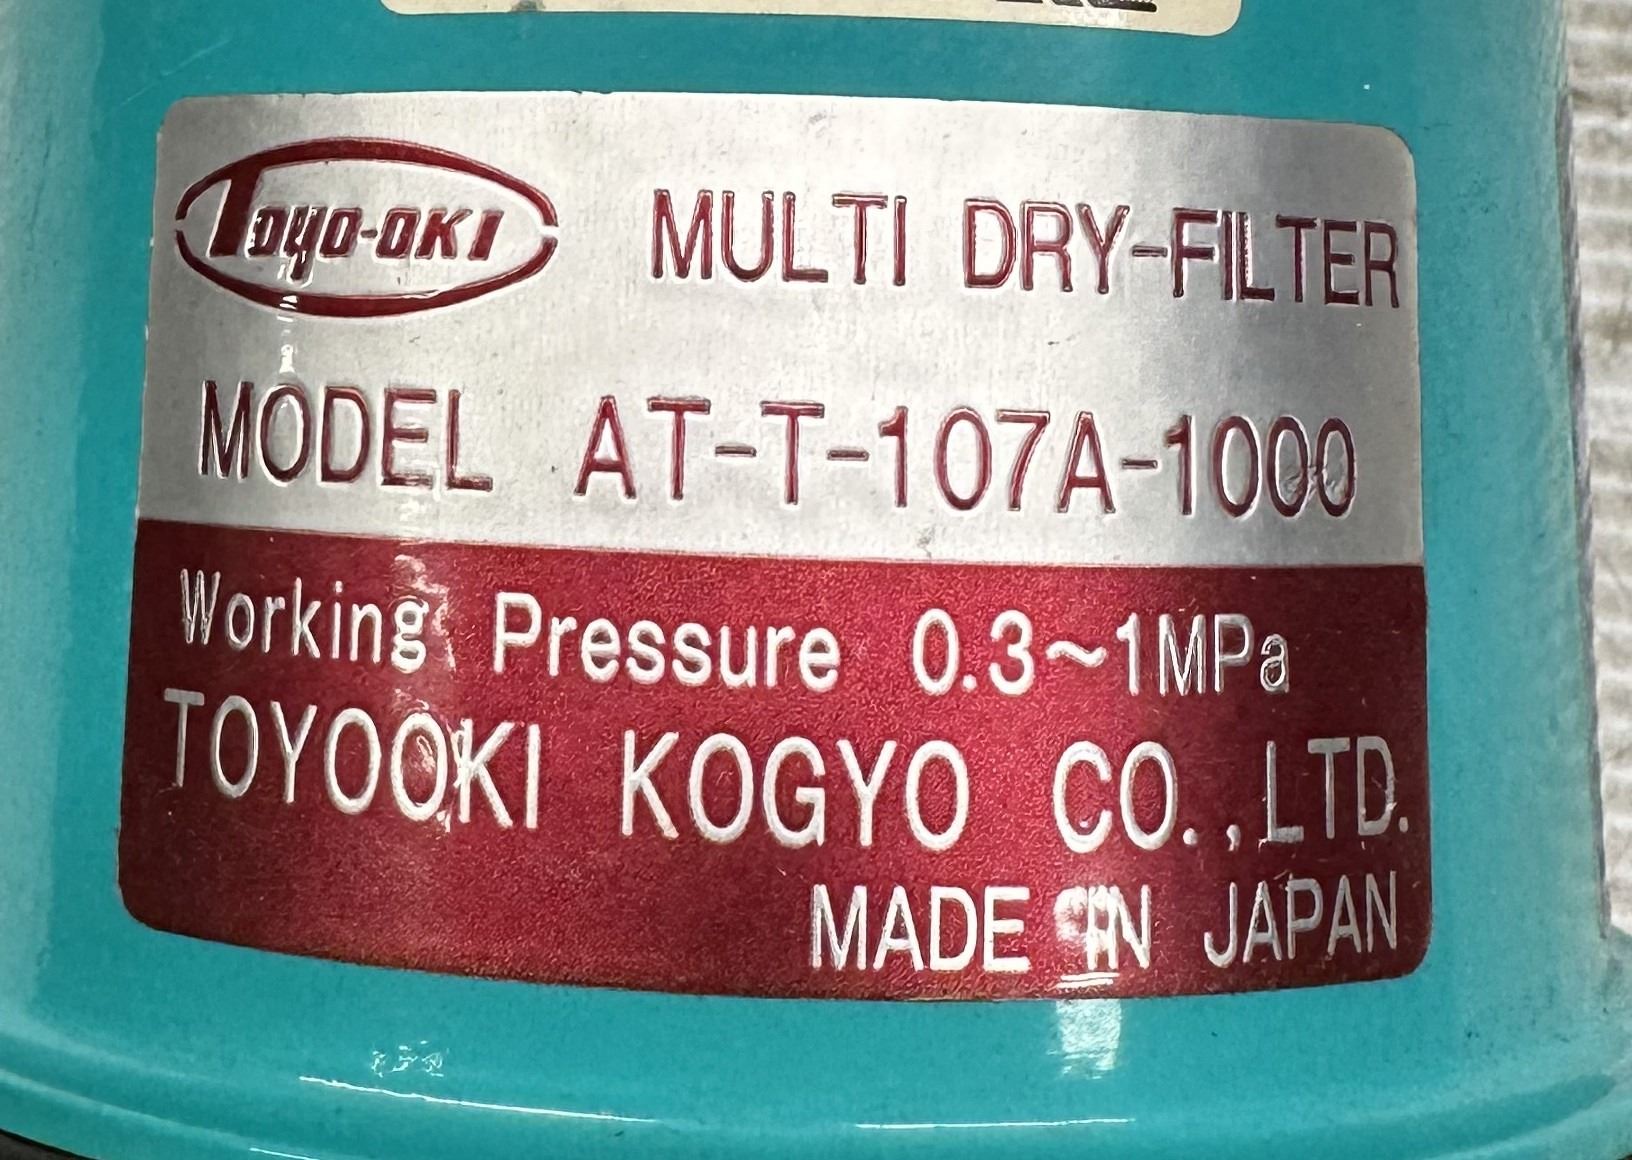 TOYO-OKI MULTI DRY-FILTER
MODEL AT-T-107A-1000
Working Pressure 0.3~1MPa
TOYOOKI KOGYO CO.,LTD.
MADE IN JAPAN